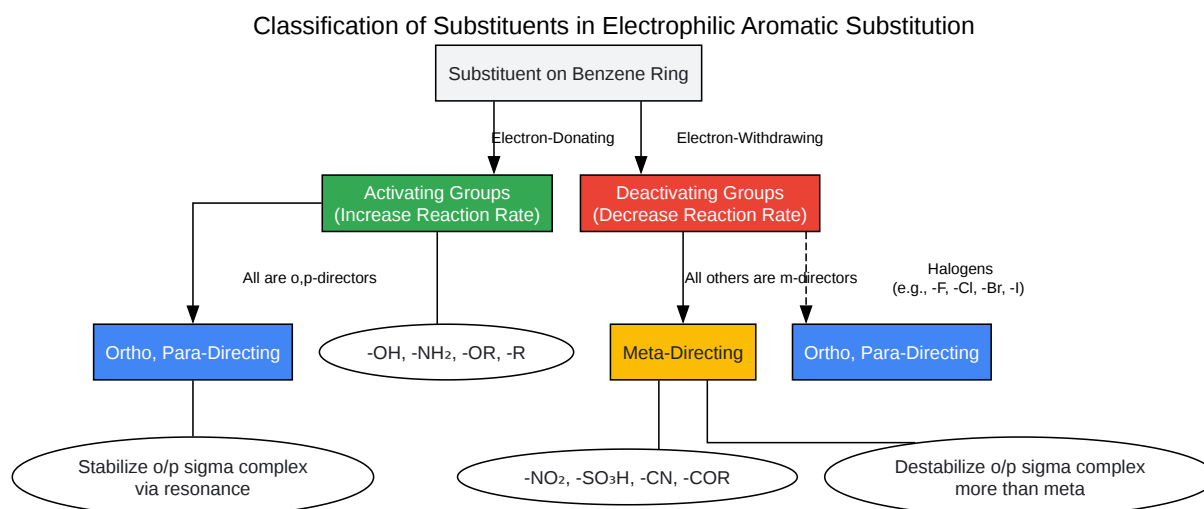 Classification of Substituents in Electrophilic Aromatic Substitution
Substituent on Benzene Ring
Electron-Donating
Electron-Withdrawing
Activating Groups
(Increase Reaction Rate)
Deactivating Groups
(Decrease Reaction Rate)
All are o,p-directors
All others are m-directors
Halogens
(e.g., -F, -Cl, -Br, -I)
Ortho, Para-Directing
-OH, -NH₂, -OR, -R
Meta-Directing
Ortho, Para-Directing
Stabilize o/p sigma complex
via resonance
-NO₂, -SO₃H, -CN, -COR
Destabilize o/p sigma complex
more than meta